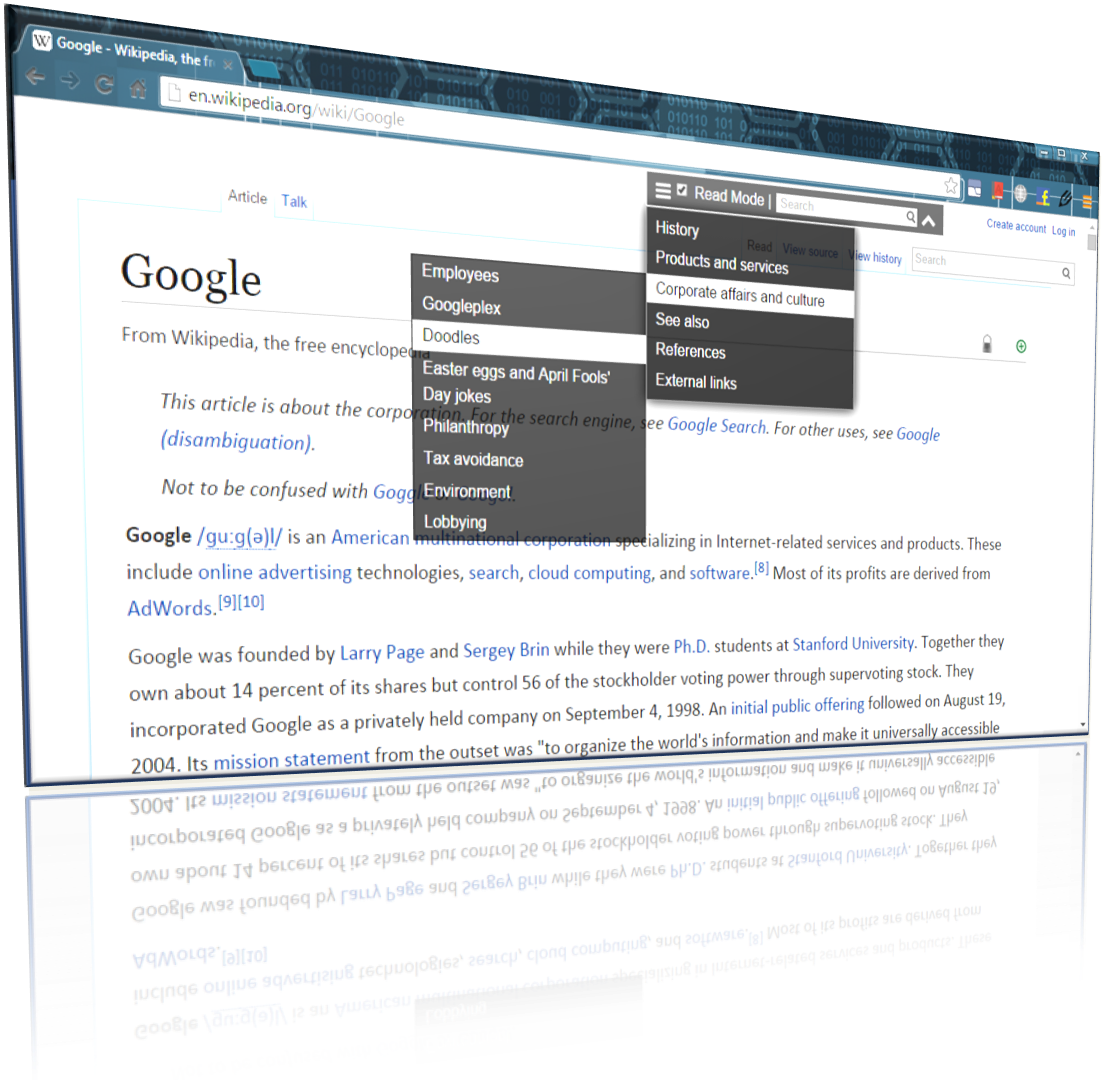 Google - Wikipedia, the fr
en.wikipedia.org/wiki/Google
Read Mode | Search
Create account Log in
Article Talk
Read View source View history Search
History
Products and services
Corporate affairs and culture
See also
References
External links
Employees
Googleplex
Doodles
Easter eggs and April Fools'
Day jokes
Philanthropy
Tax avoidance
Environment
Lobbying
Google
From Wikipedia, the free encyclopedia
This article is about the corporation. For the search engine, see Google Search. For other uses, see Google
(disambiguation).
Not to be confused with Goggle or Googol.
Google /ɡuːɡ(ə)l/ is an American multinational corporation specializing in Internet-related services and products. These
include online advertising technologies, search, cloud computing, and software.[8] Most of its profits are derived from
AdWords.[9][10]
Google was founded by Larry Page and Sergey Brin while they were Ph.D. students at Stanford University. Together they
own about 14 percent of its shares but control 56 of the stockholder voting power through supervoting stock. They
incorporated Google as a privately held company on September 4, 1998. An initial public offering followed on August 19,
2004. Its mission statement from the outset was "to organize the world's information and make it universally accessible